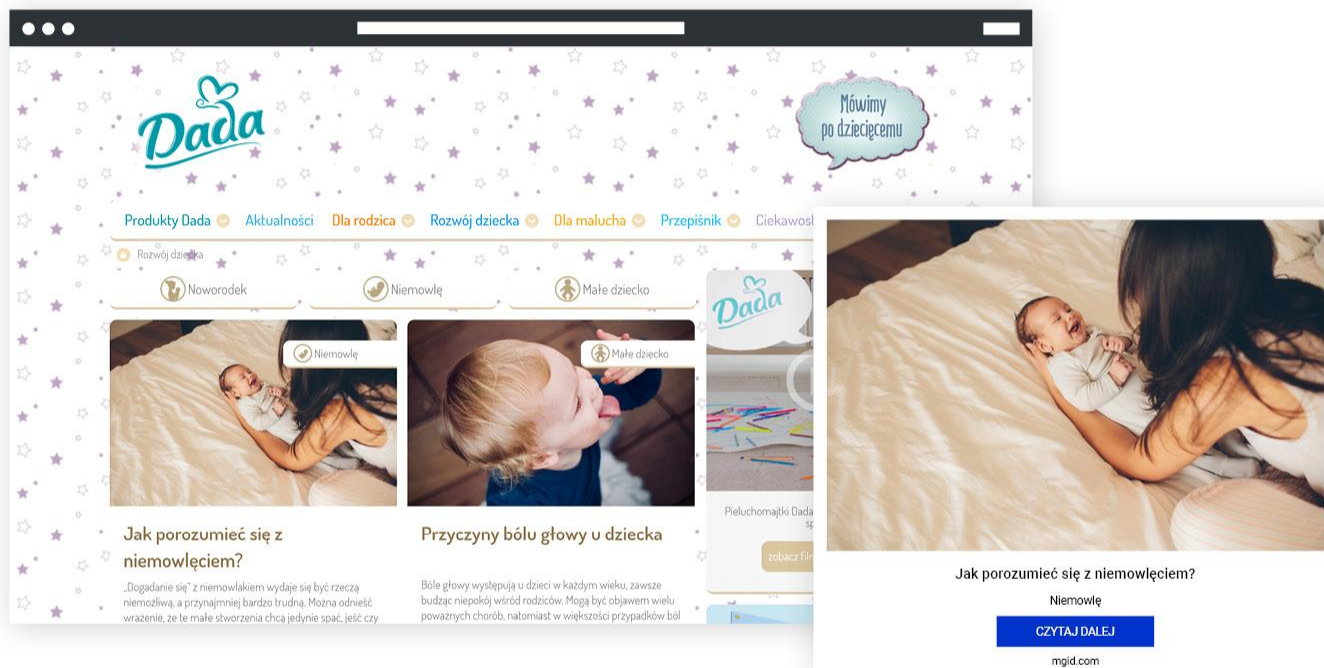 Dada
Mówimy
po dziecięcemu
Produkty Dada
Aktualności
Dla rodzica
Rozwój dziecka
Dla malucha
Przepiśnik
Rozwój dziecka
Noworodek
Niemowlę
Małe dziecko
Niemowlę
Małe dziecko
Dada
Jak porozumieć się z
niemowlęciem?
„Dogadanie się” z niemowlakiem wydaje się być rzeczą
niemożliwą, a przynajmniej bardzo trudną. Można odnieść
wrażenie, że te małe stworzenia chcą jedynie spać, jeść czy
Przyczyny bólu głowy u dziecka
Bóle głowy występują u dzieci w każdym wieku, zawsze
budząc niepokój wśród rodziców. Mogą być objawem wielu
poważnych chorób, natomiast w większości przypadków ból
Pieluchomajtki Dada
zobacz
Jak porozumieć się z niemowlęciem?
Niemowlę
CZYTAJ DALEJ
mgid.com